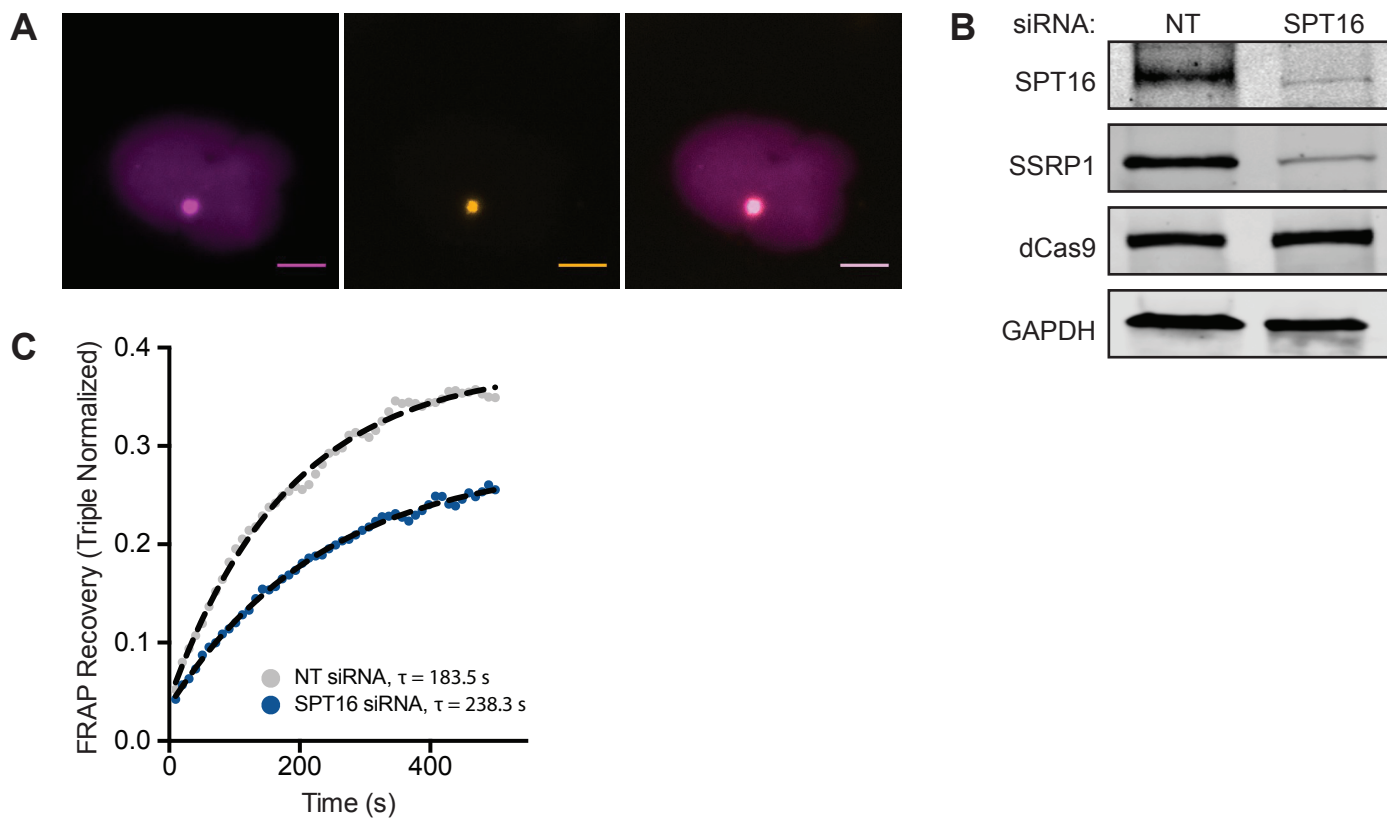 A
B
siRNA: NT SPT16
SPT16
SSRP1
dCas9
GAPDH
C
FRAP Recovery (Triple Normalized)
0.4
0.3
0.2
0.1
0.0
NT siRNA, τ = 183.5 s
SPT16 siRNA, τ = 238.3 s
0 200 400
Time (s)